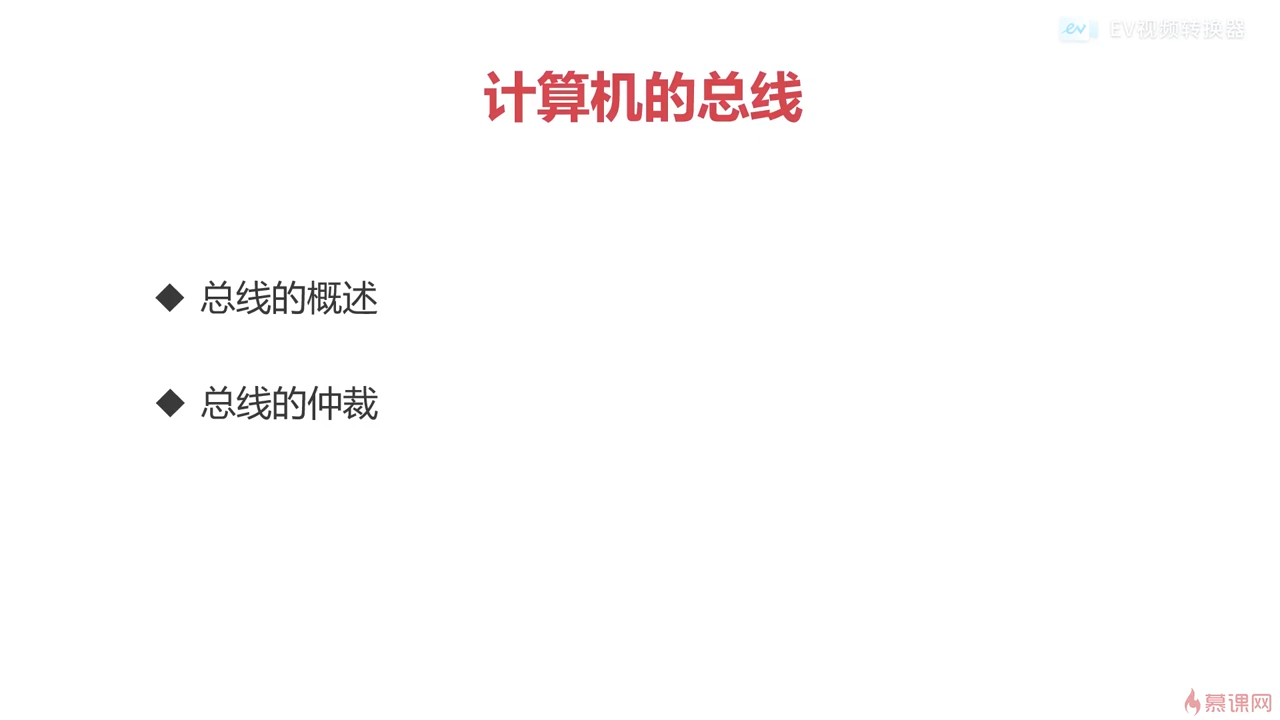 EV视频转换器
计算机的总线
◆ 总线的概述
◆ 总线的仲裁
慕课网